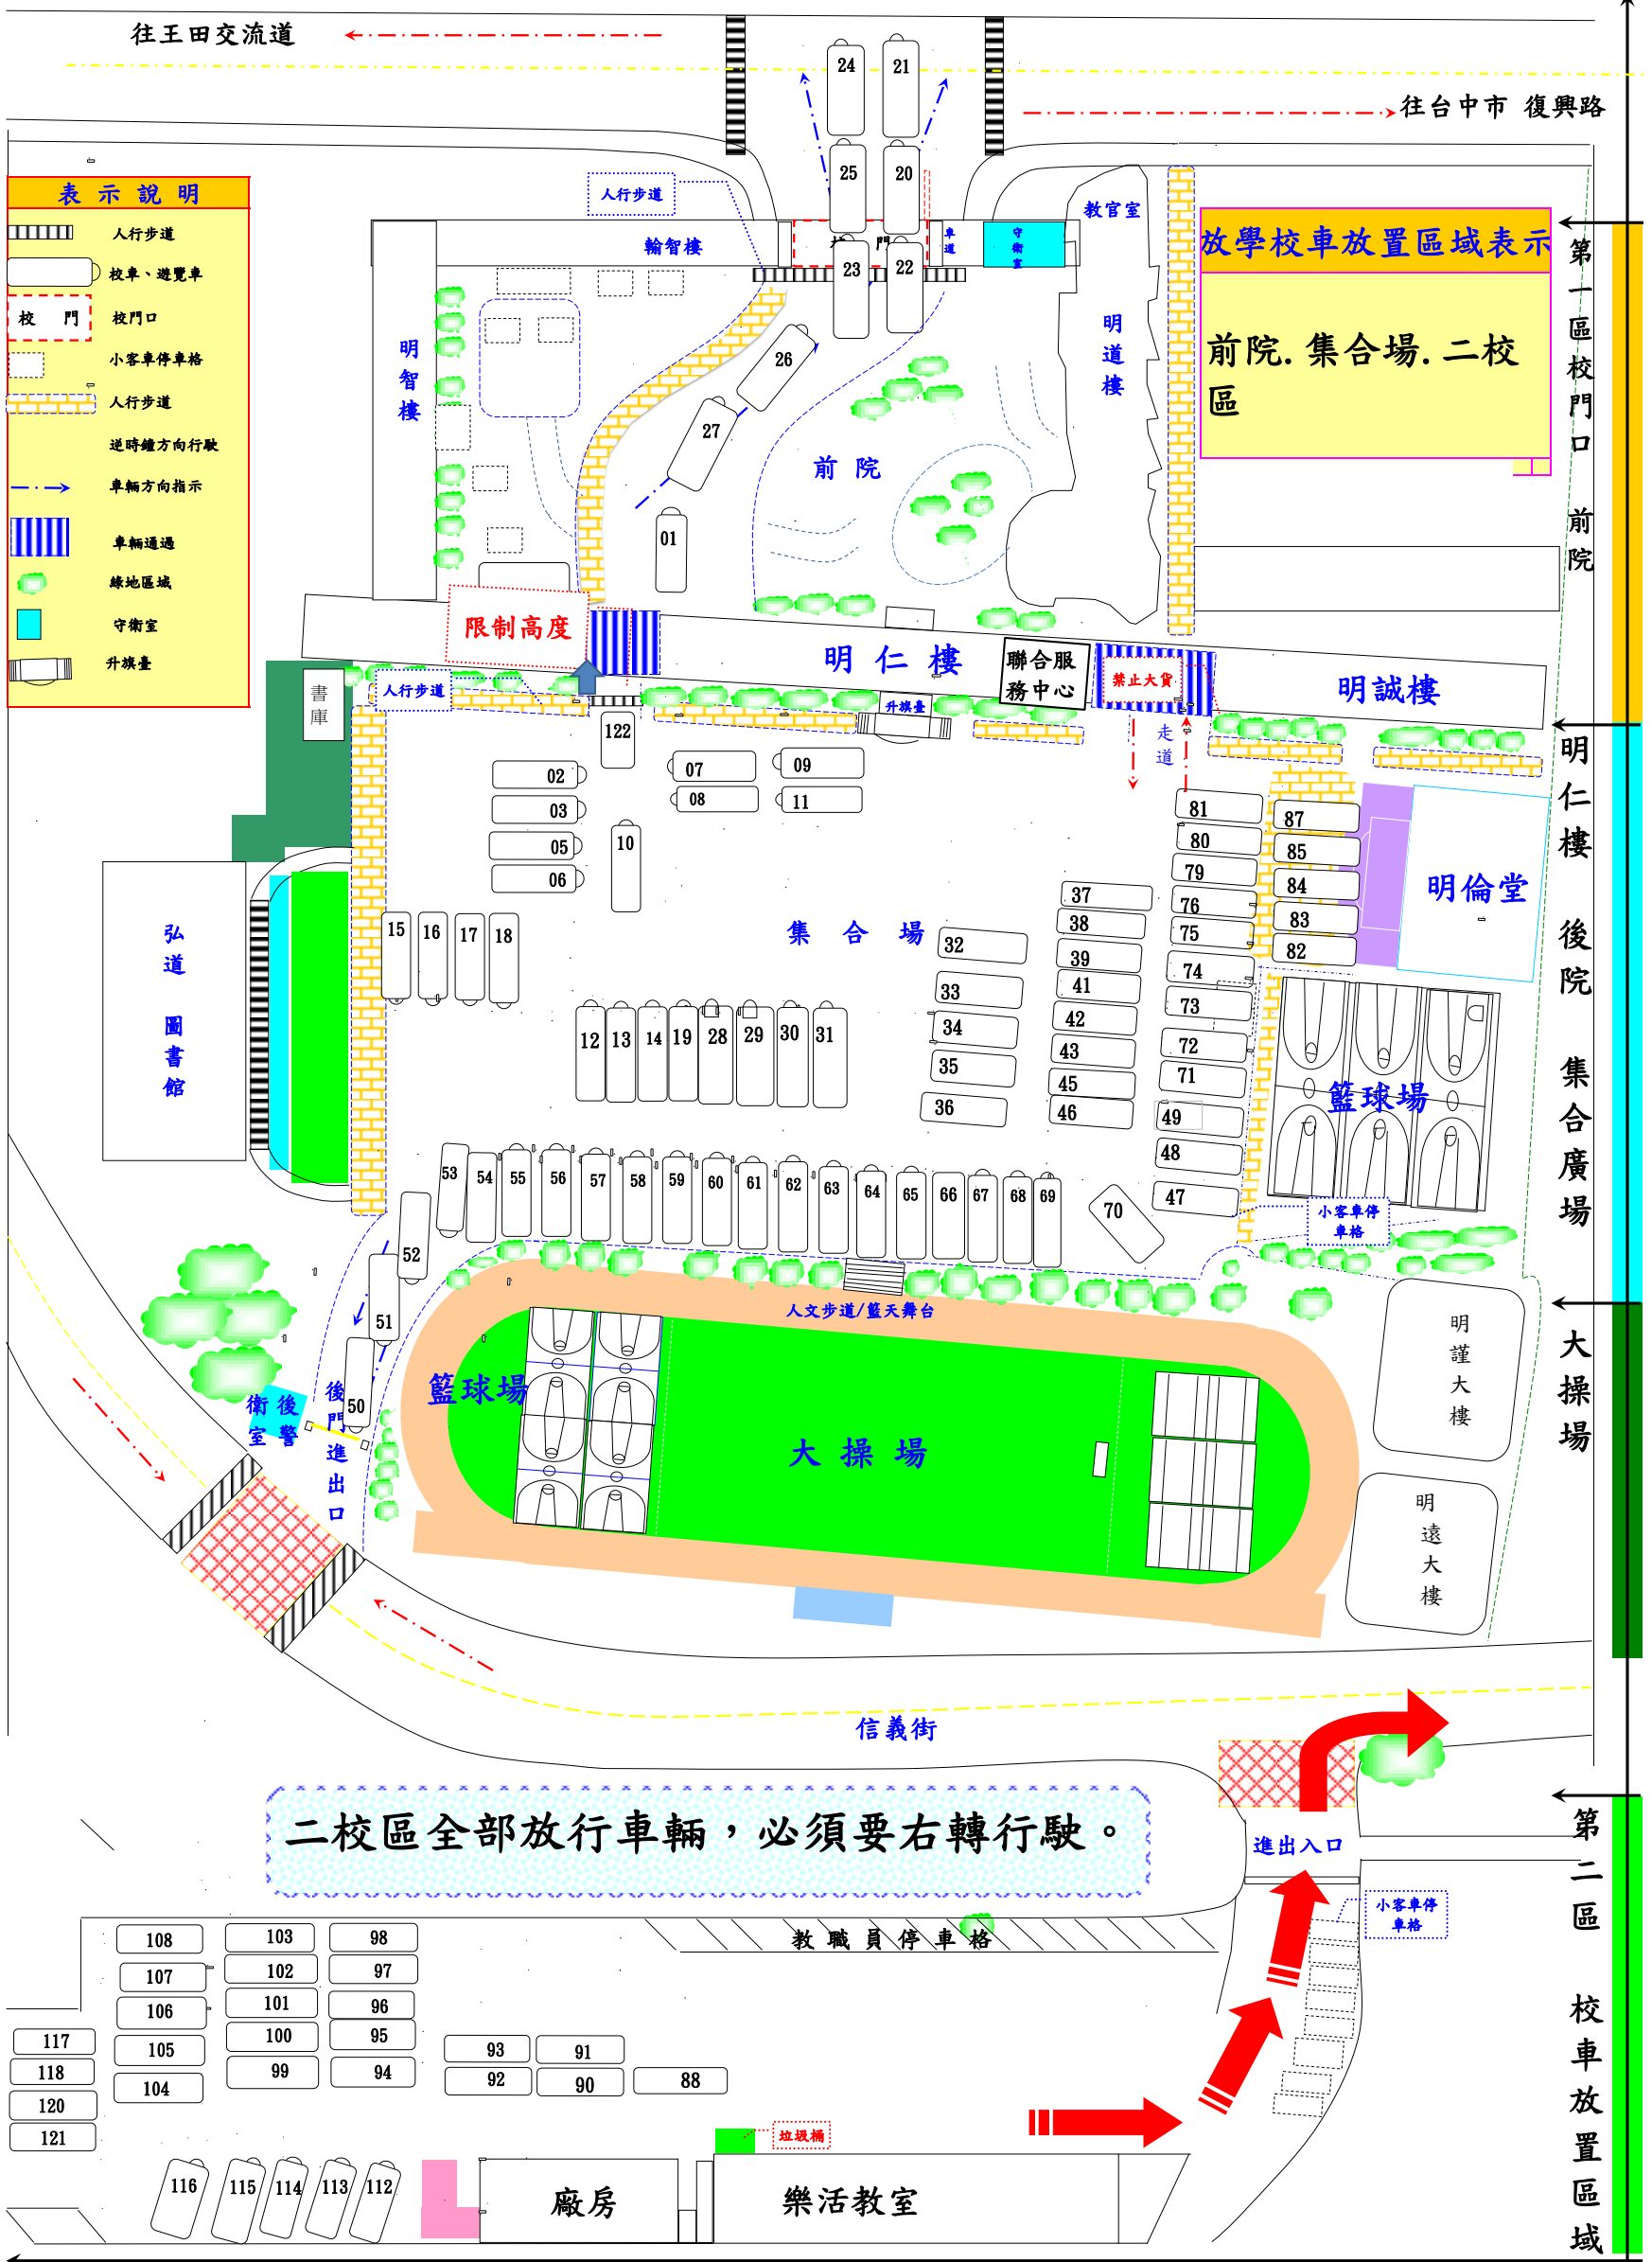 往王田交流道
往台中市 復興路
24
21
25
20
23
22
人行步道
輸智樓
校 門
車道
守衛室
教官室
表 示 說 明
人行步道
校車、遊覽車
校 門
校門口
小客車停車格
人行步道
逆時鐘方向行駛
車輛方向指示
車輛通過
綠地區域
守衛室
升旗臺
放學校車放置區域表示
前院.集合場.二校
區
第一區校門口 前院
明智樓
明道樓
前 院
26
27
01
限制高度
明 仁 樓
聯合服
務中心
禁止大貨
明誠樓
書庫
人行步道
升旗臺
走道
122
02
03
05
06
07
08
09
11
10
明仁樓 後院 集合廣場
81
80
79
76
75
74
73
72
71
49
48
47
87
85
84
83
82
明倫堂
弘道 圖書館
15
16
17
18
集 合 場
32
33
34
35
36
37
38
39
41
42
43
45
46
12
13
14
19
28
29
30
31
籃球場
小客車停
車格
53
54
55
56
57
58
59
60
61
62
63
64
65
66
67
68
69
70
52
51
50
人文步道/籃天舞台
籃球場
大 操 場
後警
衛室
後門進出口
明謹大樓
明遠大樓
大操場
信義街
二校區全部放行車輛，必須要右轉行駛。
進出入口
小客車停
車格
教 職 員 停 車 格
第二區 校車放置區域
108
107
106
105
104
103
102
101
100
99
98
97
96
95
94
117
118
120
121
93
92
91
90
88
116
115
114
113
112
垃圾桶
廠房
樂活教室